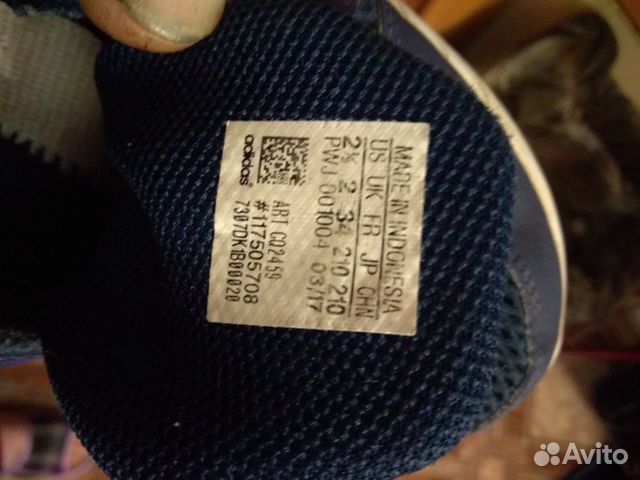 MADE IN INDONESIA
US UK FR JP CHN
2½ 2 34 210 210
PWJ 001004 03/17
ART CQ2459
#117505708
7307DK1B00020
adidas
Avito